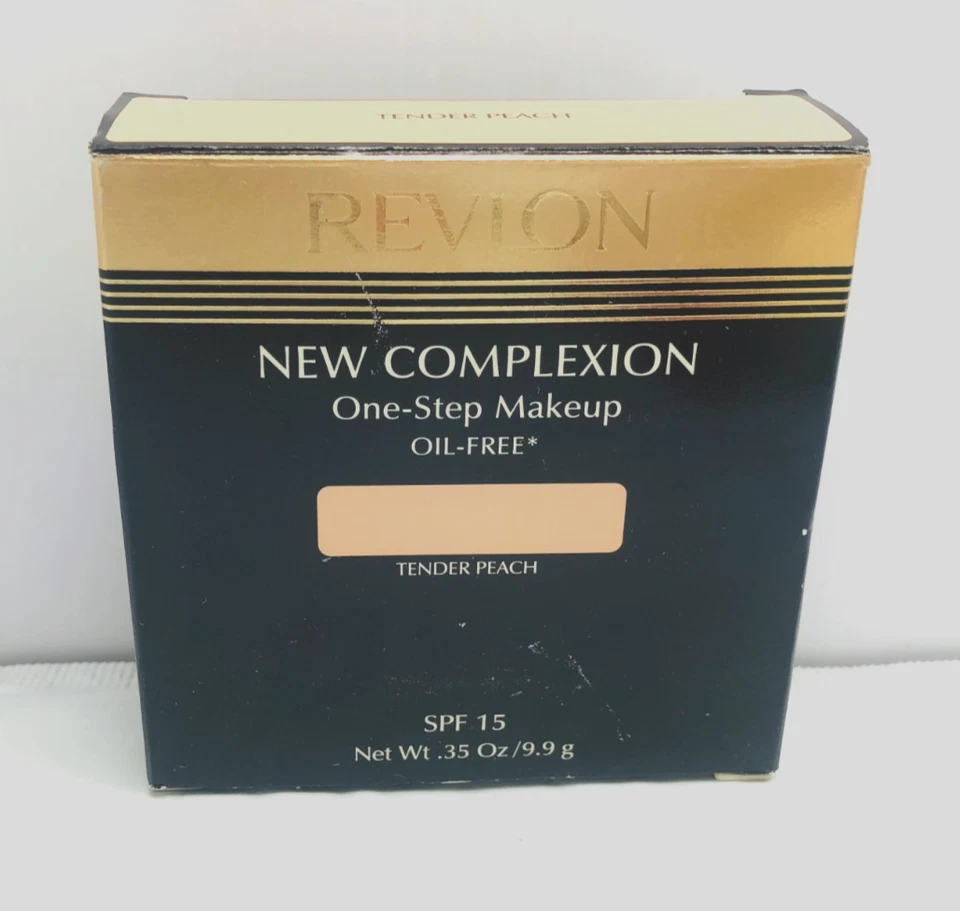 TENDER PEACH
REVLON
NEW COMPLEXION
One-Step Makeup
OIL-FREE*
TENDER PEACH
SPF 15
Net Wt .35 Oz/9.9 g